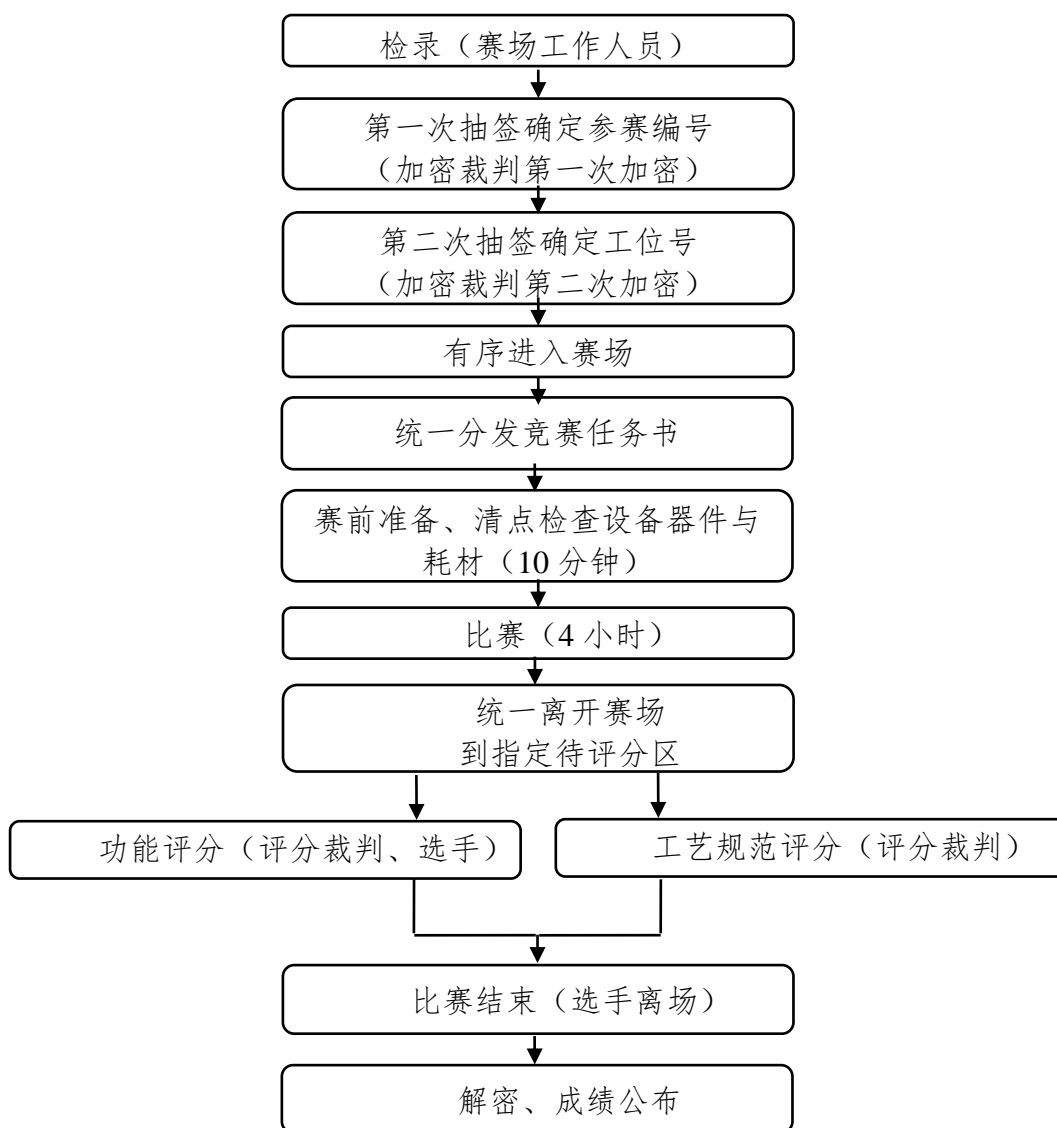 检录（赛场工作人员）
第一次抽签确定参赛编号
（加密裁判第一次加密）
第二次抽签确定工位号
（加密裁判第二次加密）
有序进入赛场
统一分发竞赛任务书
赛前准备、清点检查设备器件与
耗材（10 分钟）
比赛（4 小时）
统一离开赛场
到指定待评分区
功能评分（评分裁判、选手）
工艺规范评分（评分裁判）
比赛结束（选手离场）
解密、成绩公布